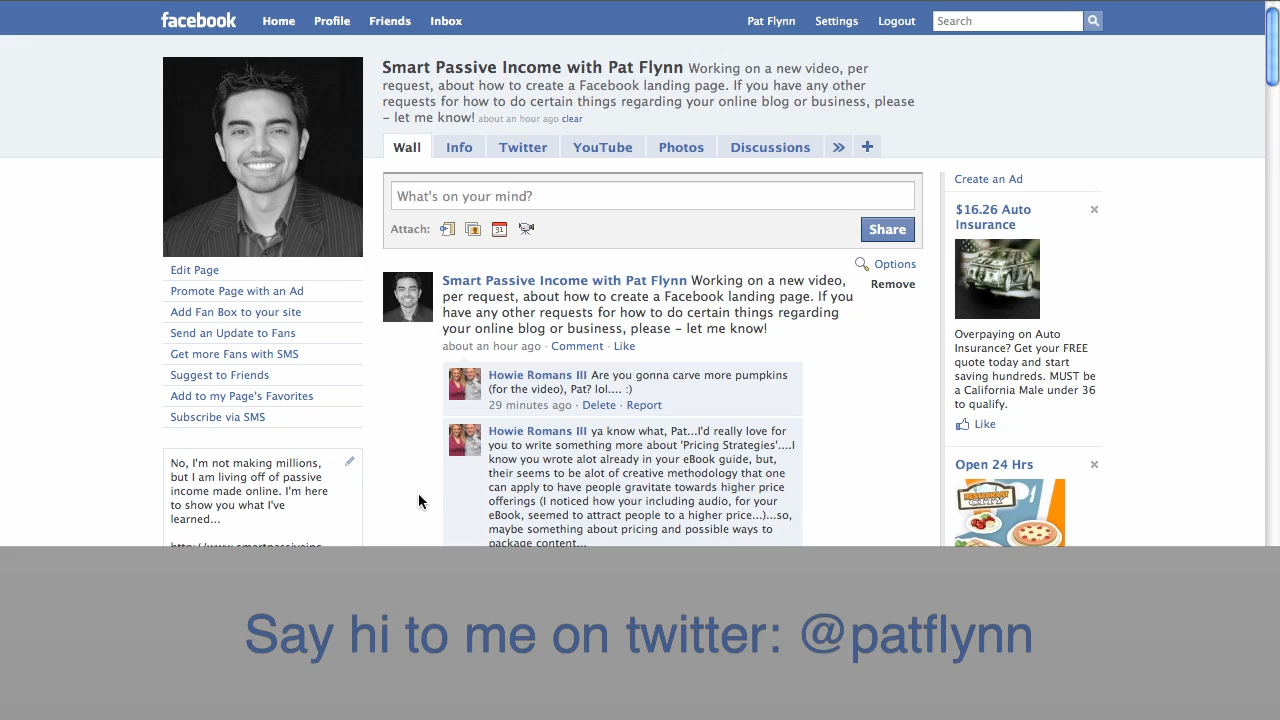 facebook Home Profile Friends Inbox Pat Flynn Settings Logout Search
Smart Passive Income with Pat Flynn Working on a new video, per
request, about how to create a Facebook landing page. If you have any other
requests for how to do certain things regarding your online blog or business, please
– let me know! about an hour ago clear
Wall Info Twitter YouTube Photos Discussions » +
What's on your mind?
Attach: 31 Share
Options
Edit Page
Promote Page with an Ad
Add Fan Box to your site
Send an Update to Fans
Get more Fans with SMS
Suggest to Friends
Add to my Page's Favorites
Subscribe via SMS
No, I'm not making millions,
but I am living off of passive
income made online. I'm here
to show you what I've
learned...
http://www.smartpassiveinc
Smart Passive Income with Pat Flynn Working on a new video, Remove
per request, about how to create a Facebook landing page. If you
have any other requests for how to do certain things regarding
your online blog or business, please – let me know!
about an hour ago · Comment · Like
Howie Romans III Are you gonna carve more pumpkins
(for the video), Pat? lol.... :)
29 minutes ago · Delete · Report
Howie Romans III ya know what, Pat...I'd really love for
you to write something more about 'Pricing Strategies'....I
know you wrote alot already in your eBook guide, but,
their seems to be alot of creative methodology that one
can apply to have people gravitate towards higher price
offerings (I noticed how your including audio, for your
eBook, seemed to attract people to a higher price...)...so,
maybe something about pricing and possible ways to
package content...
Create an Ad
$16.26 Auto
Insurance
Overpaying on Auto
Insurance? Get your FREE
quote today and start
saving hundreds. MUST be
a California Male under 36
to qualify.
Like
Open 24 Hrs
RESTAURANT
Say hi to me on twitter: @patflynn